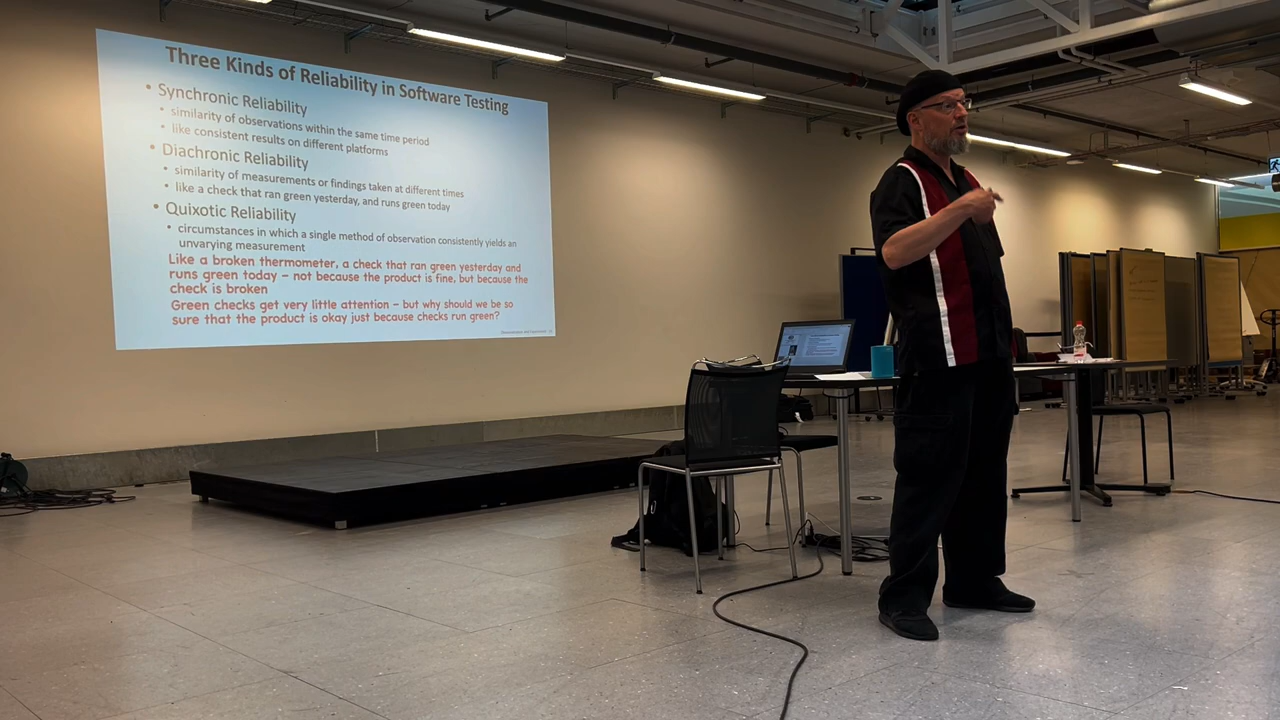 Three Kinds of Reliability in Software Testing
• Synchronic Reliability
• similarity of observations within the same time period
• like consistent results on different platforms
• Diachronic Reliability
• similarity of measurements or findings taken at different times
• like a check that ran green yesterday, and runs green today
• Quixotic Reliability
• circumstances in which a single method of observation consistently yields an
unvarying measurement
Like a broken thermometer, a check that ran green yesterday and
runs green today – not because the product is fine, but because the
check is broken
Green checks get very little attention – but why should we be so
sure that the product is okay just because checks run green?